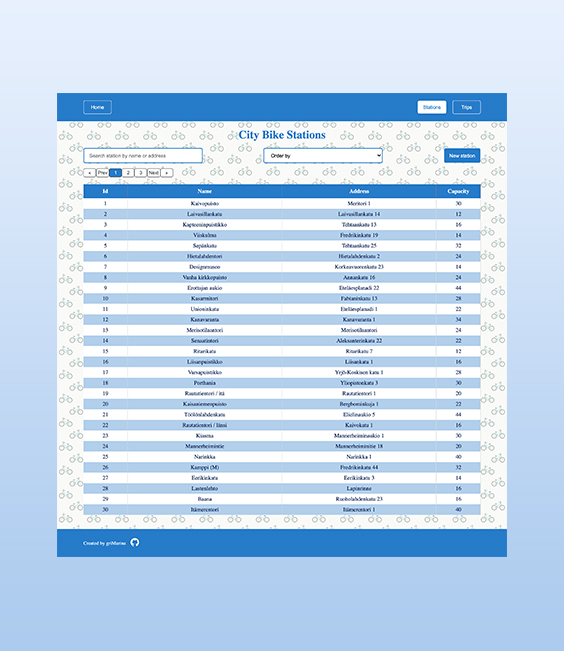 Home Stations Trips
City Bike Stations
Search station by name or address Order by New station
« Prev 1 2 3 Next »
Id Name Address Capacity
1 Kaivopuisto Meritori 1 30
2 Laivasillankatu Laivasillankatu 14 12
3 Kapteeninpuistikko Tehtaankatu 13 16
4 Viiskulma Fredrikinkatu 19 14
5 Sepänkatu Tehtaankatu 25 32
6 Hietalahdentori Hietalahdenkatu 2 24
7 Designmuseo Korkeavuorenkatu 23 14
8 Vanha kirkkopuisto Annankatu 16 24
9 Erottajan aukio Eteläesplanadi 22 44
10 Kasarmitori Fabianinkatu 13 28
11 Unioninkatu Eteläesplanadi 1 22
12 Kanavaranta Kanavaranta 1 34
13 Merisotilaantori Merisotilaantori 24
14 Senaatintori Aleksanterinkatu 22 22
15 Ritarikatu Ritarikatu 7 12
16 Liisanpuistikko Liisankatu 1 16
17 Varsapuistikko Yrjö-Koskisen katu 1 28
18 Porthania Yliopistonkatu 3 30
19 Rautatientori / itä Rautatientori 1 20
20 Kaisaniemenpuisto Berghominkuja 1 22
21 Töölönlahdenkatu Elielinaukio 5 44
22 Rautatientori / länsi Kaivokatu 1 16
23 Kiasma Mannerheiminaukio 1 30
24 Mannerheimintie Mannerheimintie 18 20
25 Narinkka Narinkka 1 40
26 Kamppi (M) Fredrikinkatu 44 32
27 Eerikinkatu Eerikinkatu 3 14
28 Lastenlehto Lapinrinne 16
29 Baana Ruoholahdenkatu 23 16
30 Itämerentori Itämerentori 1 40
Created by griMarina